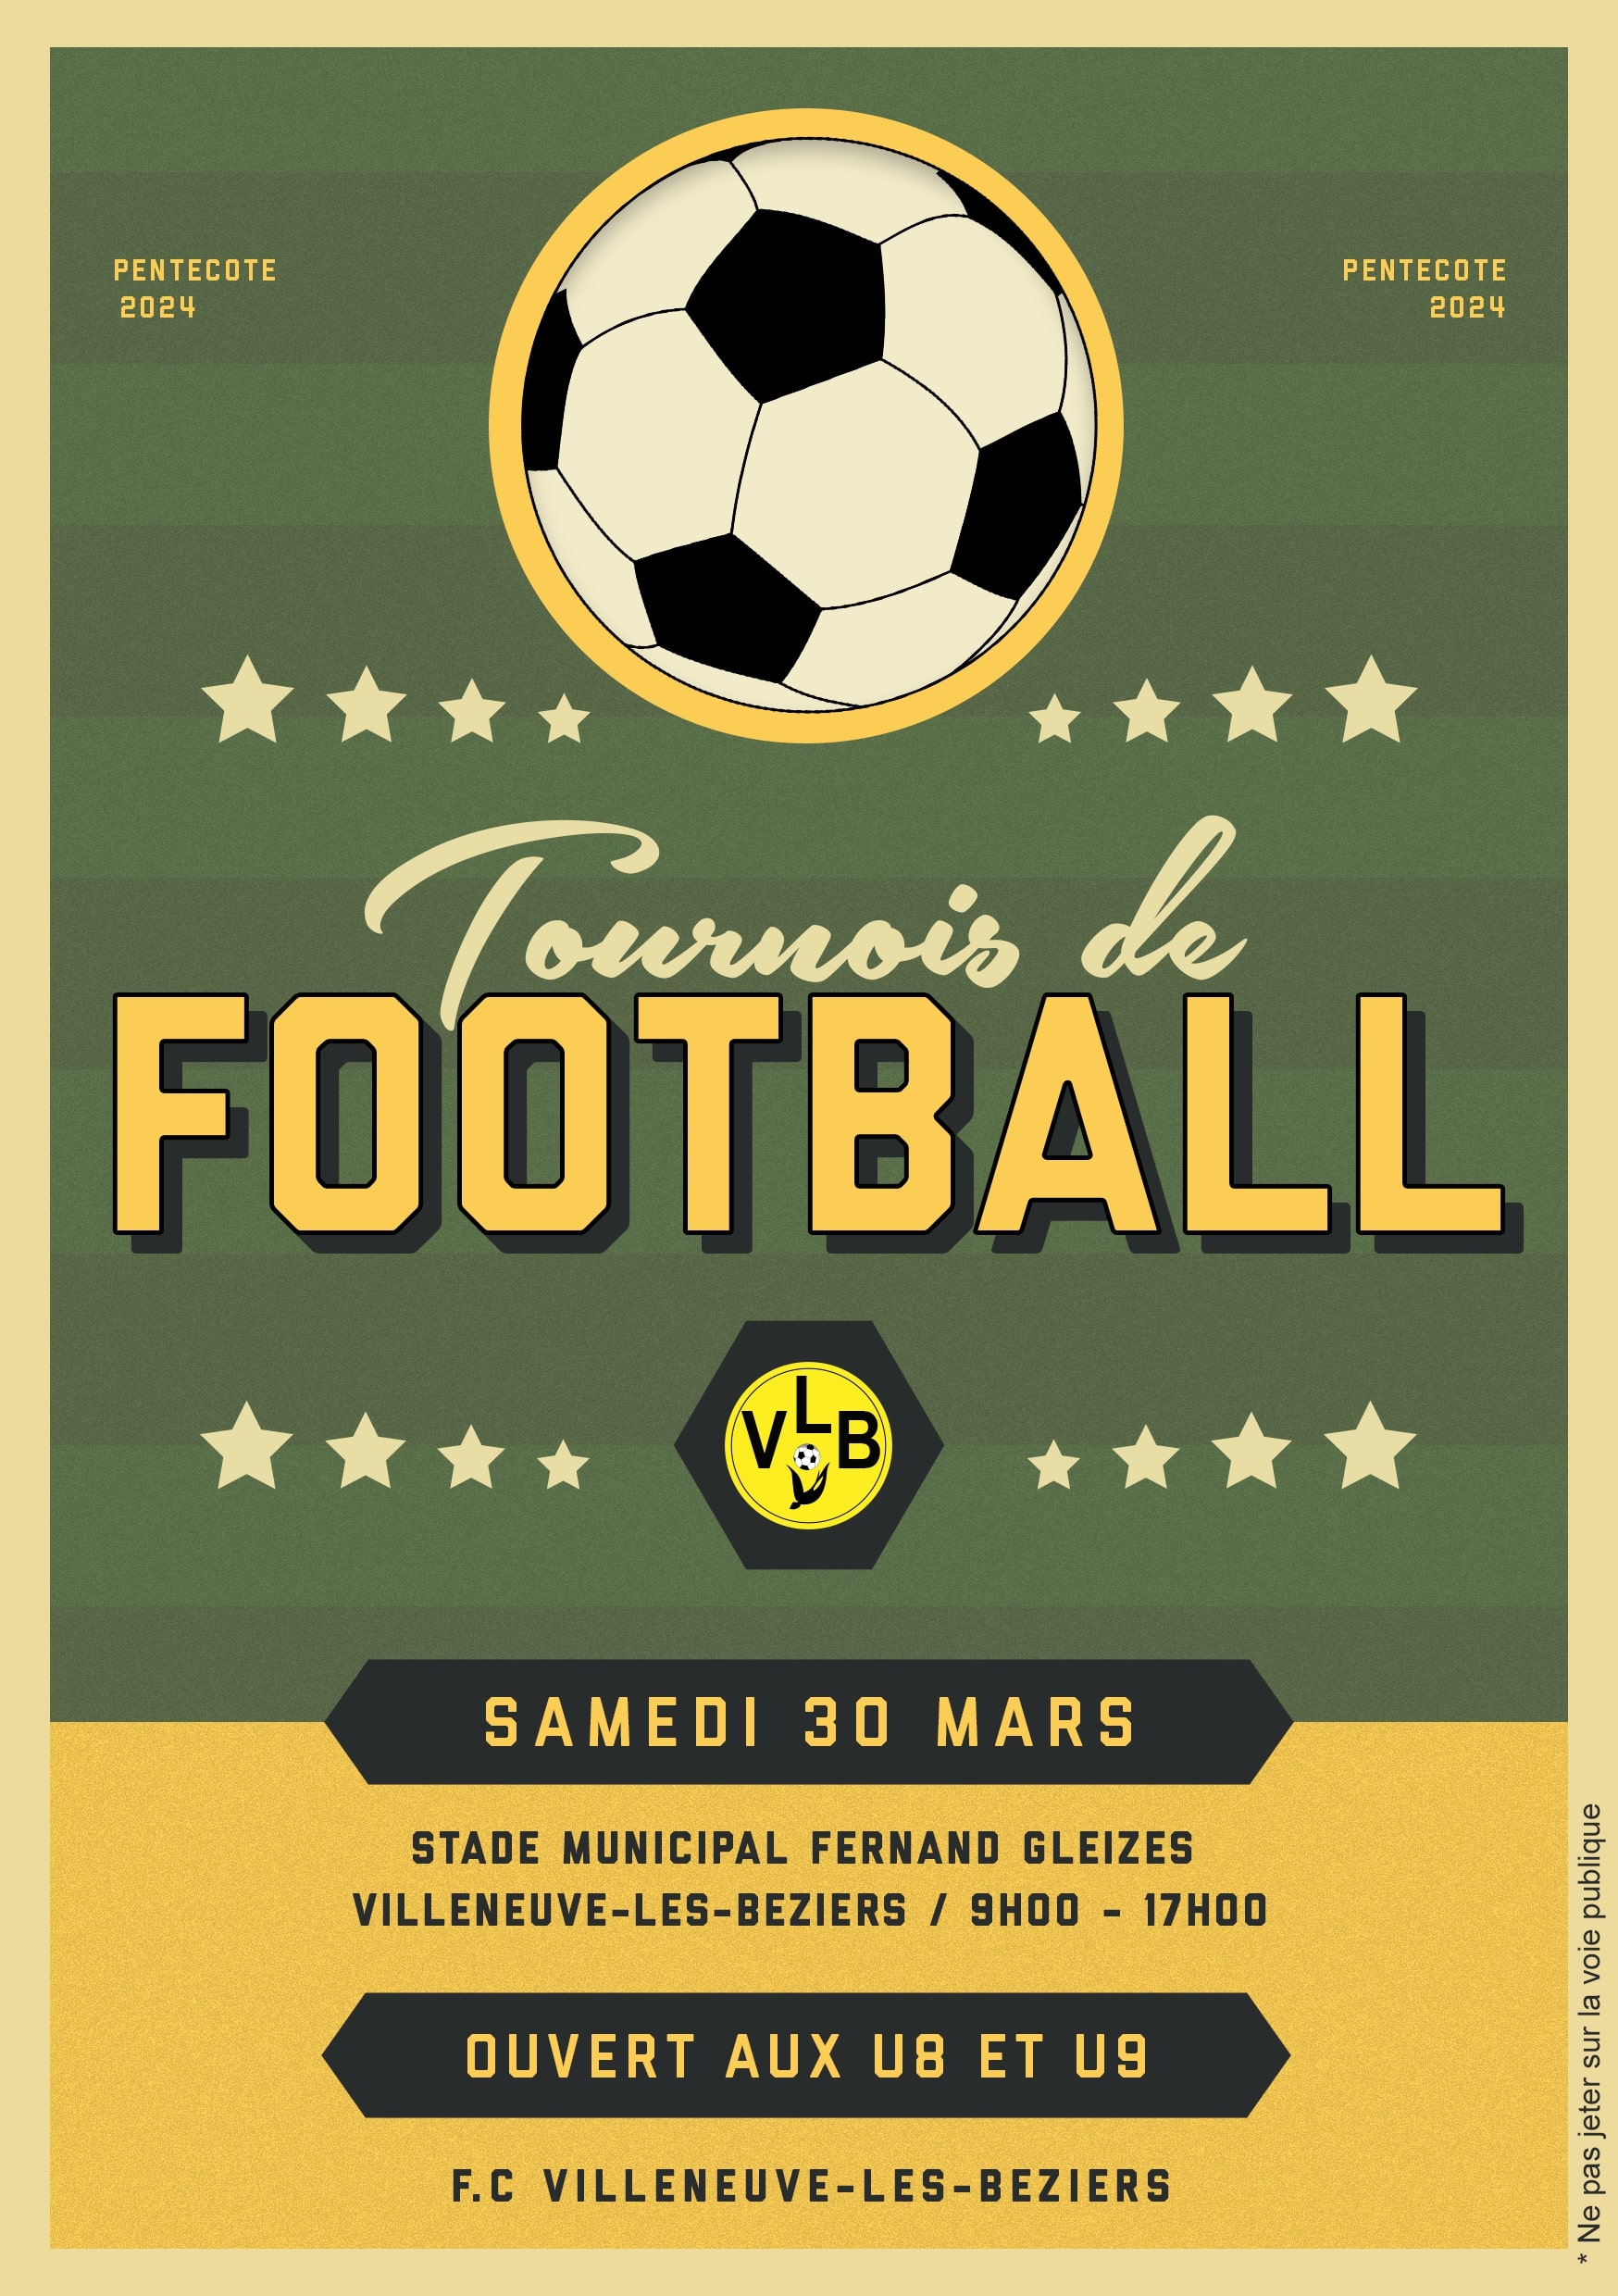 PENTECOTE
2024
PENTECOTE
2024
Tournois de
FOOTBALL
VLB
SAMEDI 30 MARS
STADE MUNICIPAL FERNAND GLEIZES
VILLENEUVE-LES-BEZIERS / 9H00 - 17H00
OUVERT AUX U8 ET U9
F.C VILLENEUVE-LES-BEZIERS
* Ne pas jeter sur la voie publique